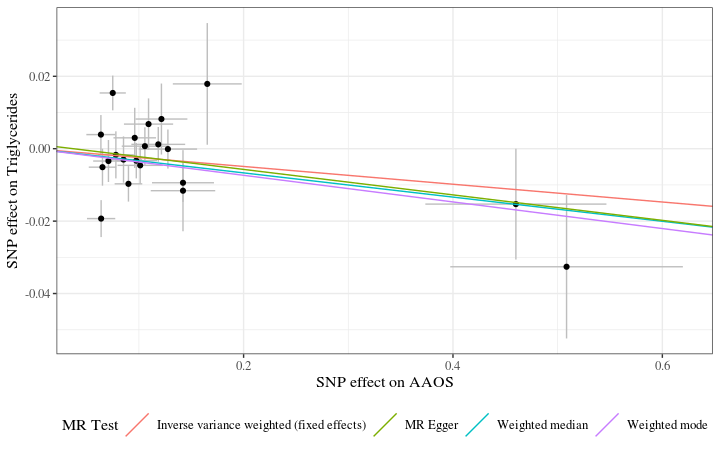 SNP effect on Triglycerides
0.02
0.00
-0.02
-0.04
0.2
0.4
0.6
SNP effect on AAOS
MR Test
Inverse variance weighted (fixed effects)
MR Egger
Weighted median
Weighted mode